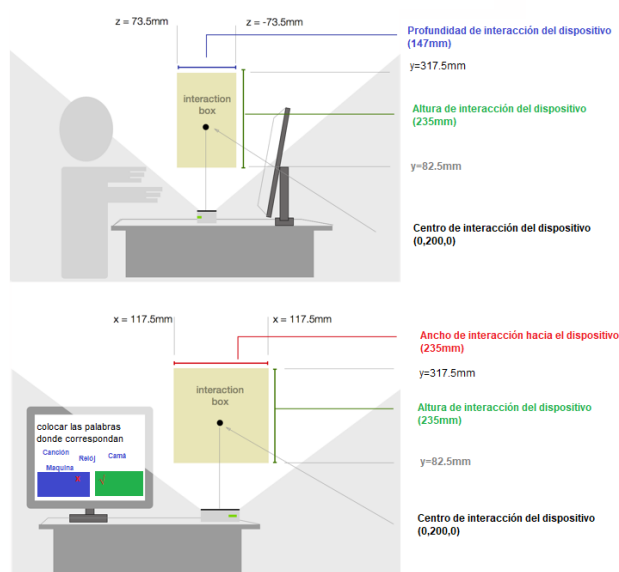 z = 73.5mm
z = -73.5mm
Profundidad de interacción del dispositivo
(147mm)
y=317.5mm
interaction
box
Altura de interacción del dispositivo
(235mm)
y=82.5mm
Centro de interacción del dispositivo
(0,200,0)
x = 117.5mm
x = 117.5mm
Ancho de interacción hacia el dispositivo
(235mm)
y=317.5mm
interaction
box
Altura de interacción del dispositivo
(235mm)
colocar las palabras
donde correspondan
Canción
Relój
Camá
Maquina
X
√
y=82.5mm
Centro de interacción del dispositivo
(0,200,0)